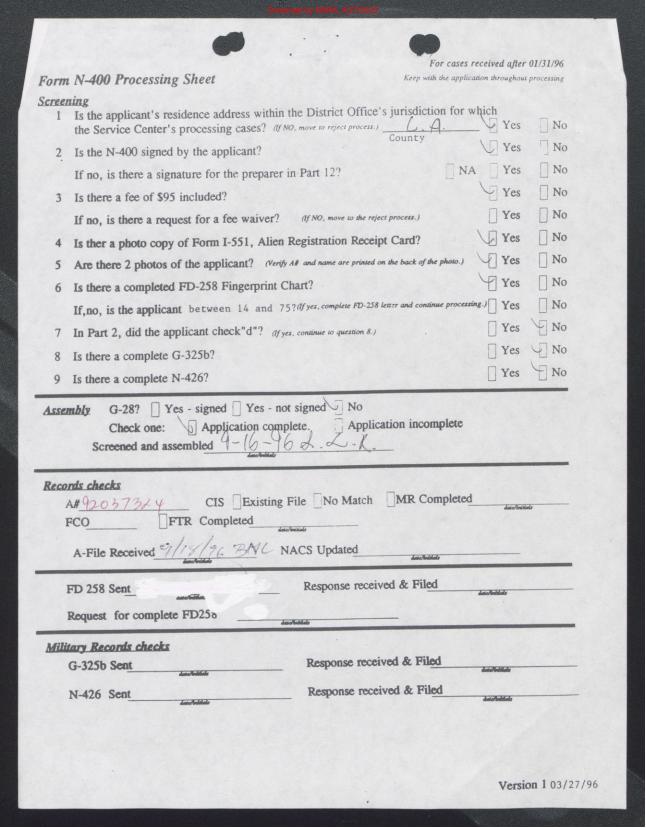 For cases received after 01/31/96
Form N-400 Processing Sheet
Keep with the application throughout processing
Screening
1 Is the applicant's residence address within the District Office's jurisdiction for which
the Service Center's processing cases? (If NO, move to reject process.) L.A. Yes No
County
2 Is the N-400 signed by the applicant? Yes No
If no, is there a signature for the preparer in Part 12? NA Yes No
3 Is there a fee of $95 included? Yes No
If no, is there a request for a fee waiver? (If NO, move to the reject process.) Yes No
4 Is ther a photo copy of Form I-551, Alien Registration Receipt Card? Yes No
5 Are there 2 photos of the applicant? (Verify A# and name are printed on the back of the photo.) Yes No
6 Is there a completed FD-258 Fingerprint Chart? Yes No
If,no, is the applicant between 14 and 75?(If yes, complete FD-258 letter and continue processing.) Yes No
7 In Part 2, did the applicant check"d"? (If yes, continue to question 8.) Yes No
8 Is there a complete G-325b? Yes No
9 Is there a complete N-426? Yes No
Assembly G-28? Yes - signed Yes - not signed No
Check one: Application complete. Application incomplete
Screened and assembled 9-16-96 L.L.R.
date/initials
Records checks
A# CIS Existing File No Match MR Completed
date/initials
FCO FTR Completed
date/initials
A-File Received 9/18/96 NACS Updated
date/initials date/initials
FD 258 Sent Response received & Filed
date/initials date/initials
Request for complete FD258
date/initials
Military Records checks
G-325b Sent Response received & Filed
date/initials date/initials
N-426 Sent Response received & Filed
date/initials date/initials
Version 1 03/27/96